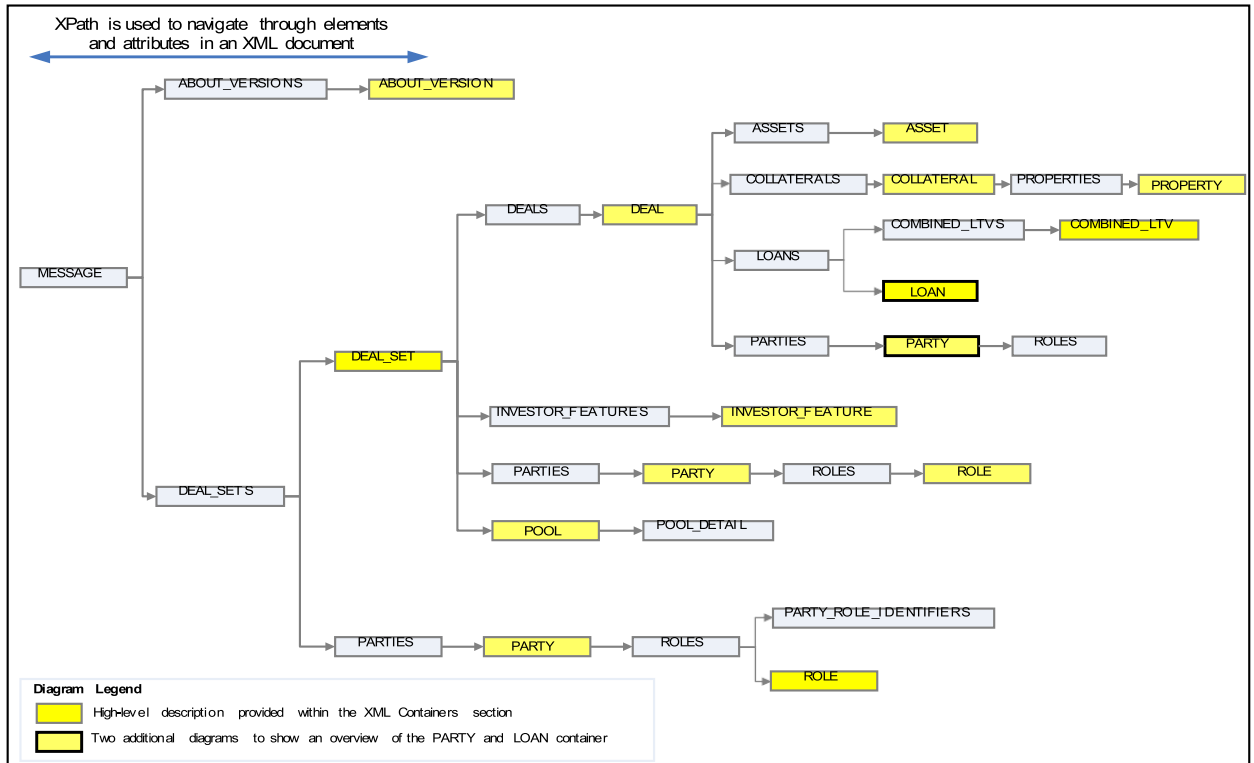 XPath is used to navigate through elements
and attributes in an XML document
ABOUT_VERSIONS
ABOUT_VERSION
ASSETS
ASSET
COLLATERALS
COLLATERAL
PROPERTIES
PROPERTY
DEALS
DEAL
COMBINED_LTVS
COMBINED_LTV
LOANS
MESSAGE
LOAN
PARTIES
PARTY
ROLES
DEAL_SET
INVESTOR_FEATURES
INVESTOR_FEATURE
PARTIES
PARTY
ROLES
ROLE
DEAL_SETS
POOL
POOL_DETAIL
PARTY_ROLE_IDENTIFIERS
PARTIES
PARTY
ROLES
ROLE
Diagram Legend
High-level description provided within the XML Containers section
Two additional diagrams to show an overview of the PARTY and LOAN container